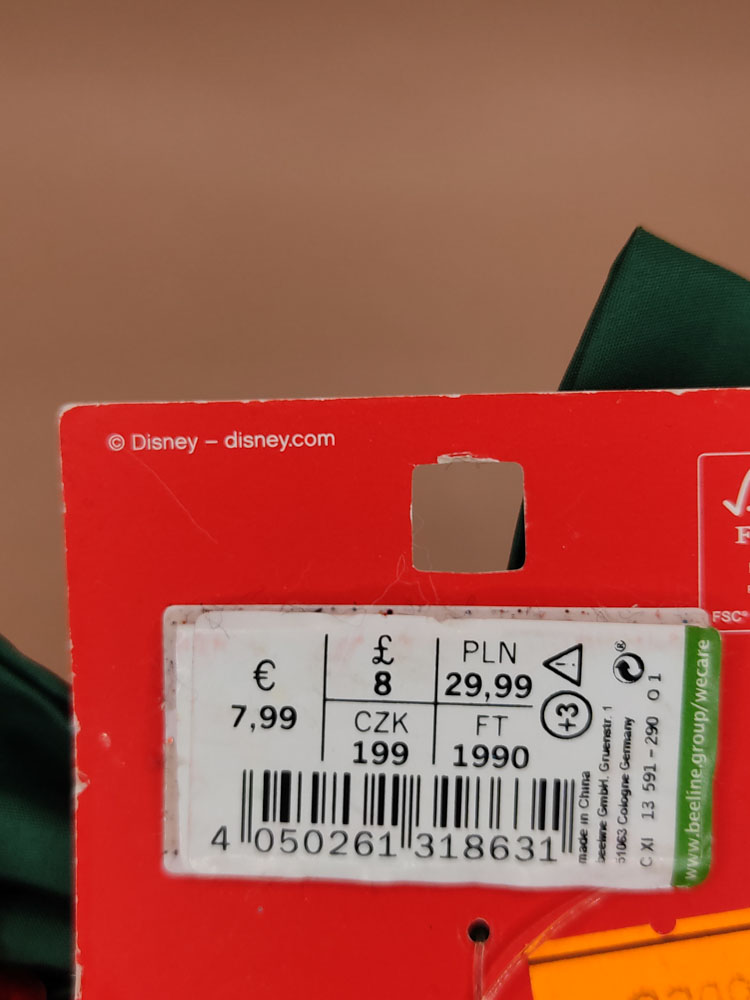 © Disney – disney.com
FSC®
€
7,99
£
8
PLN
29,99
CZK
199
FT
1990
+3
made in China
beeline GmbH. Gruenstr. 1
51063 Cologne Germany
C XI 13 591-290 01
www.beeline.group/wecare
4 050261 318631